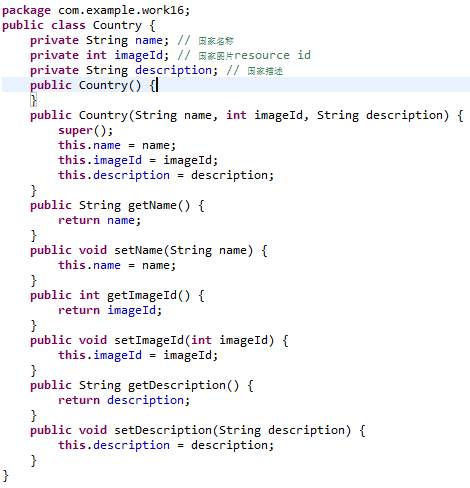 package com.example.work16;
public class Country {
    private String name; // 国家名称
    private int imageId; // 国家图片resource id
    private String description; // 国家描述
    public Country() {
    }
    public Country(String name, int imageId, String description) {
        super();
        this.name = name;
        this.imageId = imageId;
        this.description = description;
    }
    public String getName() {
        return name;
    }
    public void setName(String name) {
        this.name = name;
    }
    public int getImageId() {
        return imageId;
    }
    public void setImageId(int imageId) {
        this.imageId = imageId;
    }
    public String getDescription() {
        return description;
    }
    public void setDescription(String description) {
        this.description = description;
    }
}